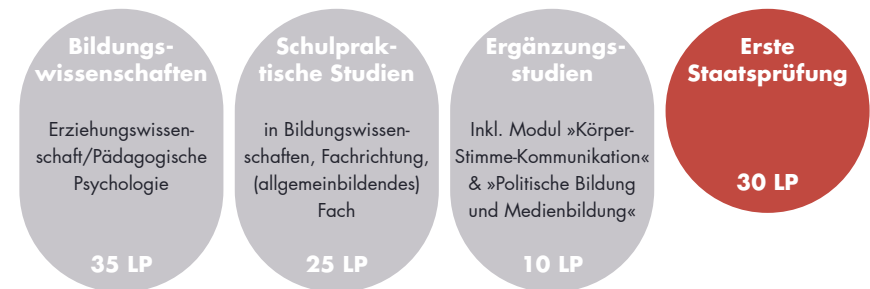 Bildungs-
wissenschaften
Erziehungswissen-
schaft/Pädagogische
Psychologie
35 LP
Schulprak-
tische Studien
in Bildungswissen-
schaften, Fachrichtung,
(allgemeinbildendes)
Fach
25 LP
Ergänzungs-
studien
Inkl. Modul »Körper-
Stimme-Kommunikation«
& »Politische Bildung
und Medienbildung«
10 LP
Erste
Staatsprüfung
30 LP